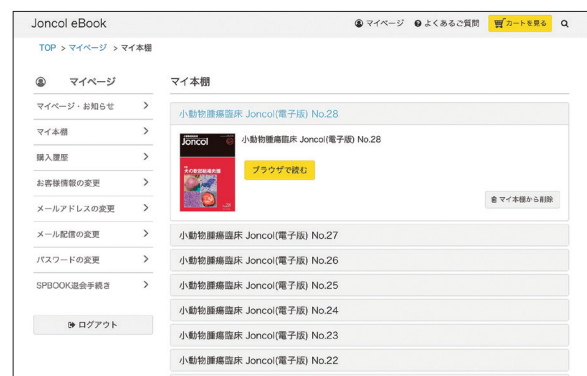 Joncol eBook
マイページ
よくあるご質問
カートを見る
TOP > マイページ > マイ本棚
マイページ
マイページ・お知らせ
マイ本棚
購入履歴
お客様情報の変更
メールアドレスの変更
メール配信の変更
パスワードの変更
SPBOOK退会手続き
ログアウト
マイ本棚
小動物腫瘍臨床 Joncol(電子版) No.28
Joncol
犬の軟部組織肉腫
小動物腫瘍臨床 Joncol(電子版) No.28
ブラウザで読む
マイ本棚から削除
小動物腫瘍臨床 Joncol(電子版) No.27
小動物腫瘍臨床 Joncol(電子版) No.26
小動物腫瘍臨床 Joncol(電子版) No.25
小動物腫瘍臨床 Joncol(電子版) No.24
小動物腫瘍臨床 Joncol(電子版) No.23
小動物腫瘍臨床 Joncol(電子版) No.22